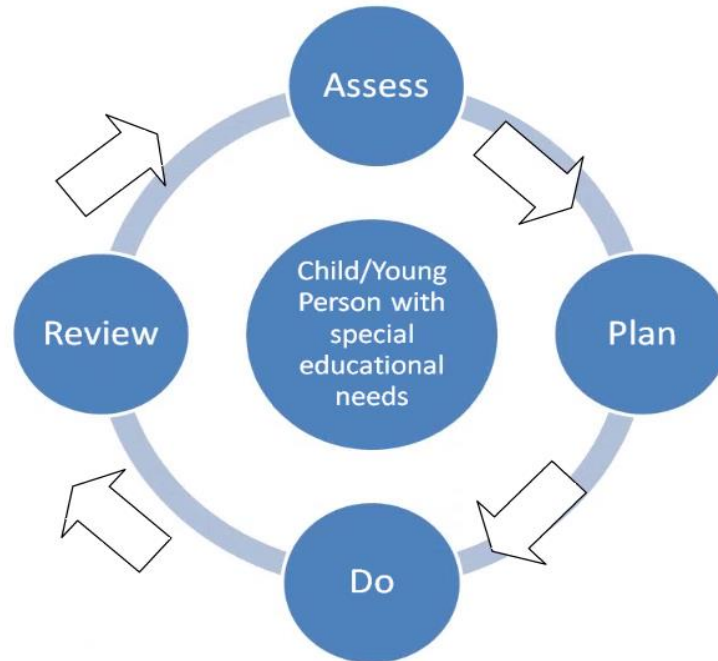 Assess
Child/Young
Person with
special
educational
needs
Review
Plan
Do